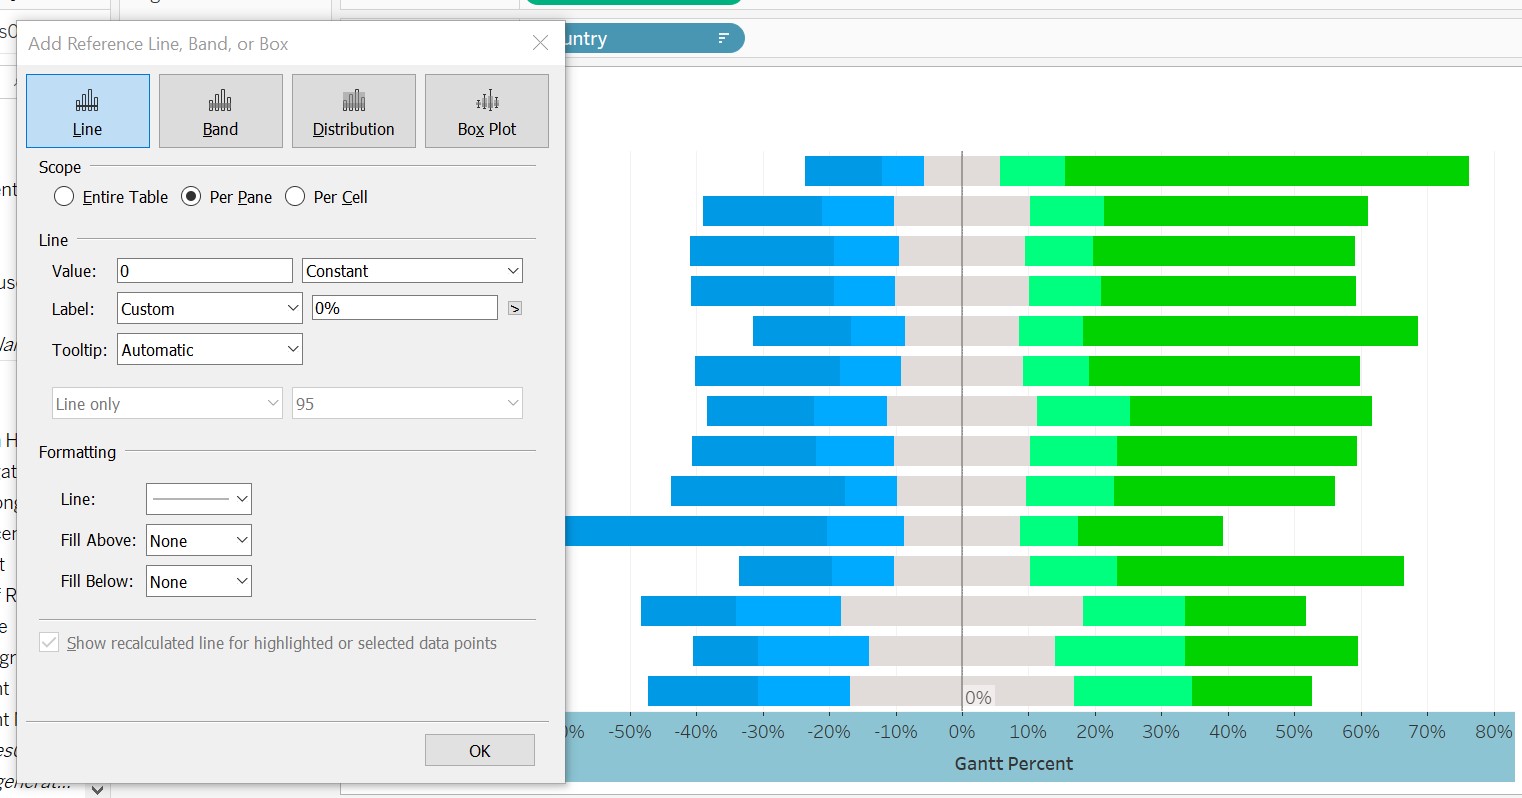 Add Reference Line, Band, or Box
untry
Line
Band
Distribution
Box Plot
Scope
Entire Table
Per Pane
Per Cell
Line
Value:
0
Constant
Label:
Custom
0%
>
Tooltip:
Automatic
Line only
95
Formatting
Line:
Fill Above:
None
Fill Below:
None
Show recalculated line for highlighted or selected data points
OK
0%
-50%
-40%
-30%
-20%
-10%
0%
10%
20%
30%
40%
50%
60%
70%
80%
Gantt Percent